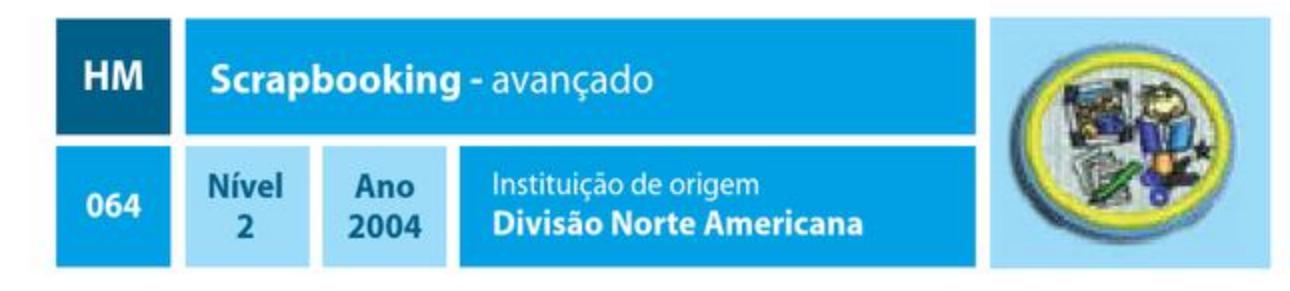 HM
Scrapbooking - avançado
064
Nível
2
Ano
2004
Instituição de origem
Divisão Norte Americana